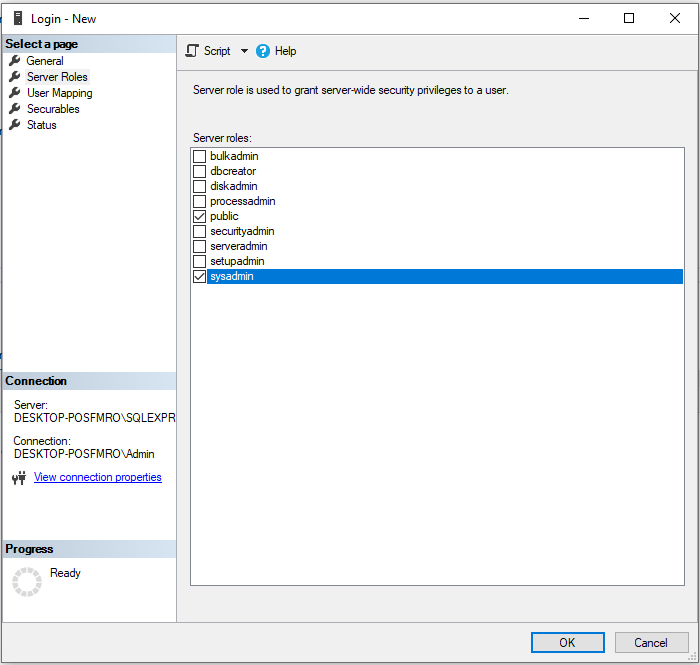 Login - New
Select a page
General
Server Roles
User Mapping
Securables
Status
Script
Help
Server role is used to grant server-wide security privileges to a user.
Server roles:
bulkadmin
dbcreator
diskadmin
processadmin
public
securityadmin
serveradmin
setupadmin
sysadmin
Connection
Server:
DESKTOP-POSFMRO\SQLEXPR
Connection:
DESKTOP-POSFMRO\Admin
View connection properties
Progress
Ready
OK
Cancel